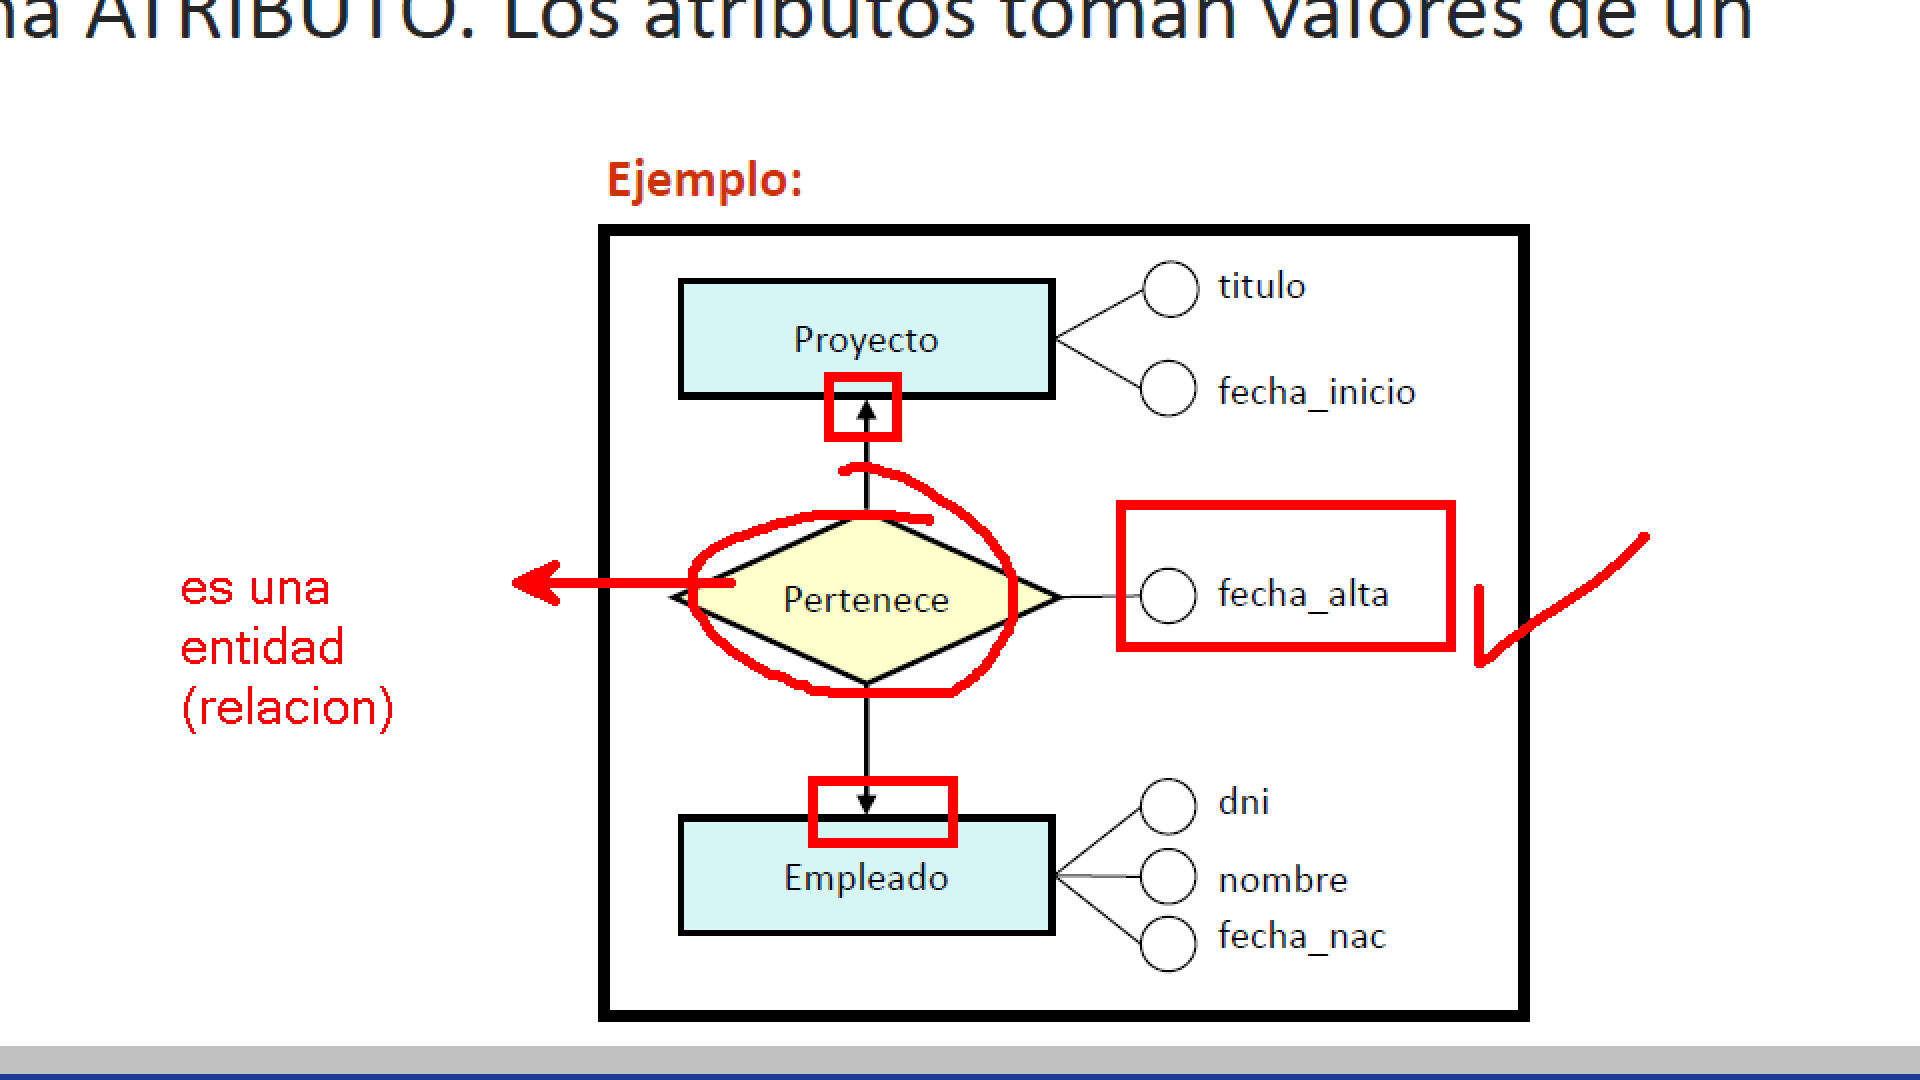 ATRIBUTO. Los atributos toman valores de un
Ejemplo:
titulo
Proyecto
fecha_inicio
es una
entidad
(relacion)
Pertenece
fecha_alta
dni
Empleado
nombre
fecha_nac